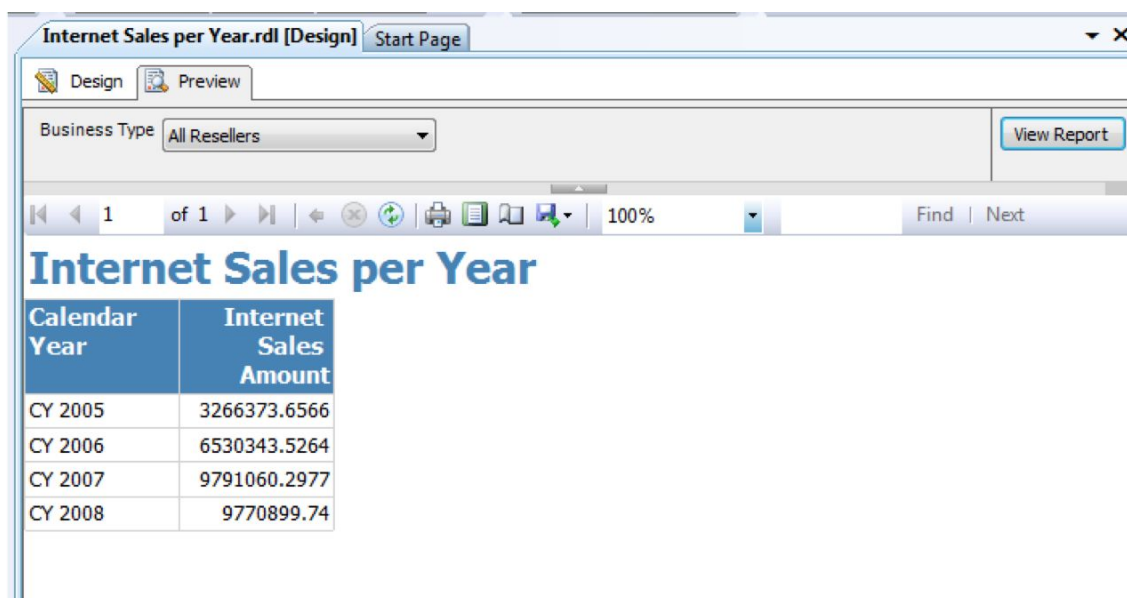 Internet Sales per Year.rdl [Design] Start Page
Design Preview
Business Type All Resellers View Report
1 of 1 100% Find | Next
Internet Sales per Year
Calendar Year Internet Sales Amount
CY 2005 3266373.6566
CY 2006 6530343.5264
CY 2007 9791060.2977
CY 2008 9770899.74